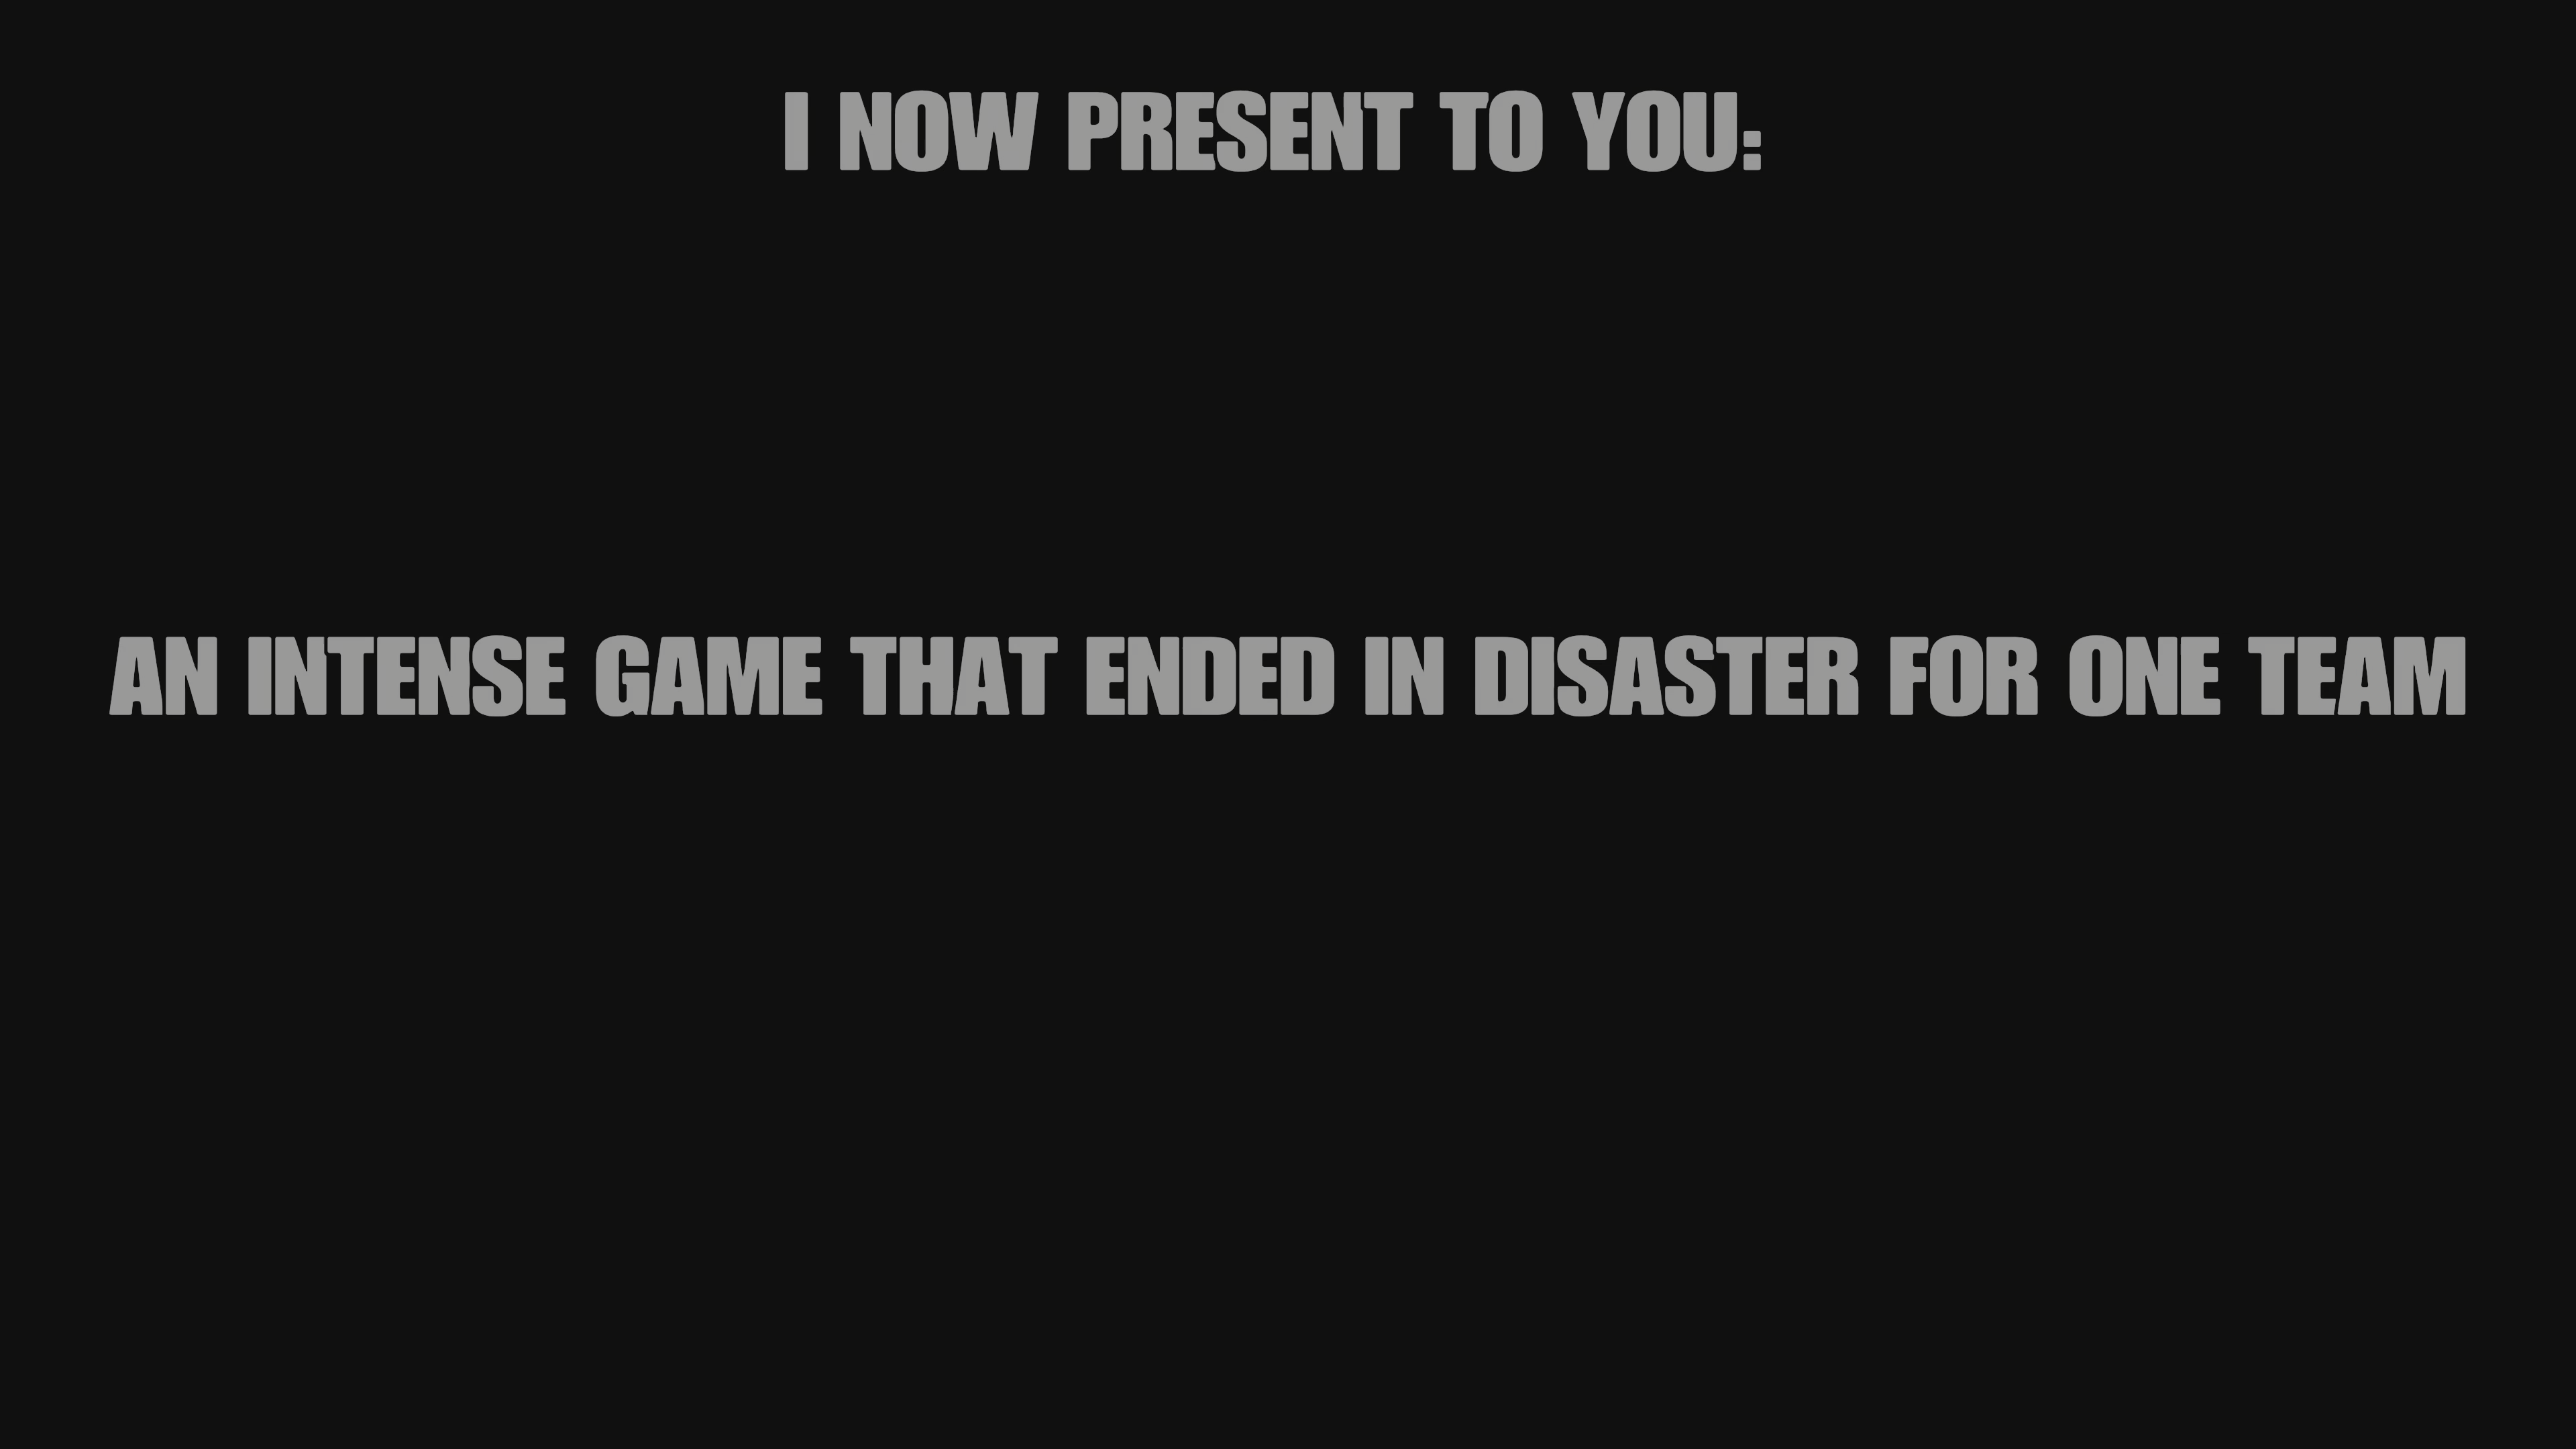 I NOW PRESENT TO YOU:
AN INTENSE GAME THAT ENDED IN DISASTER FOR ONE TEAM